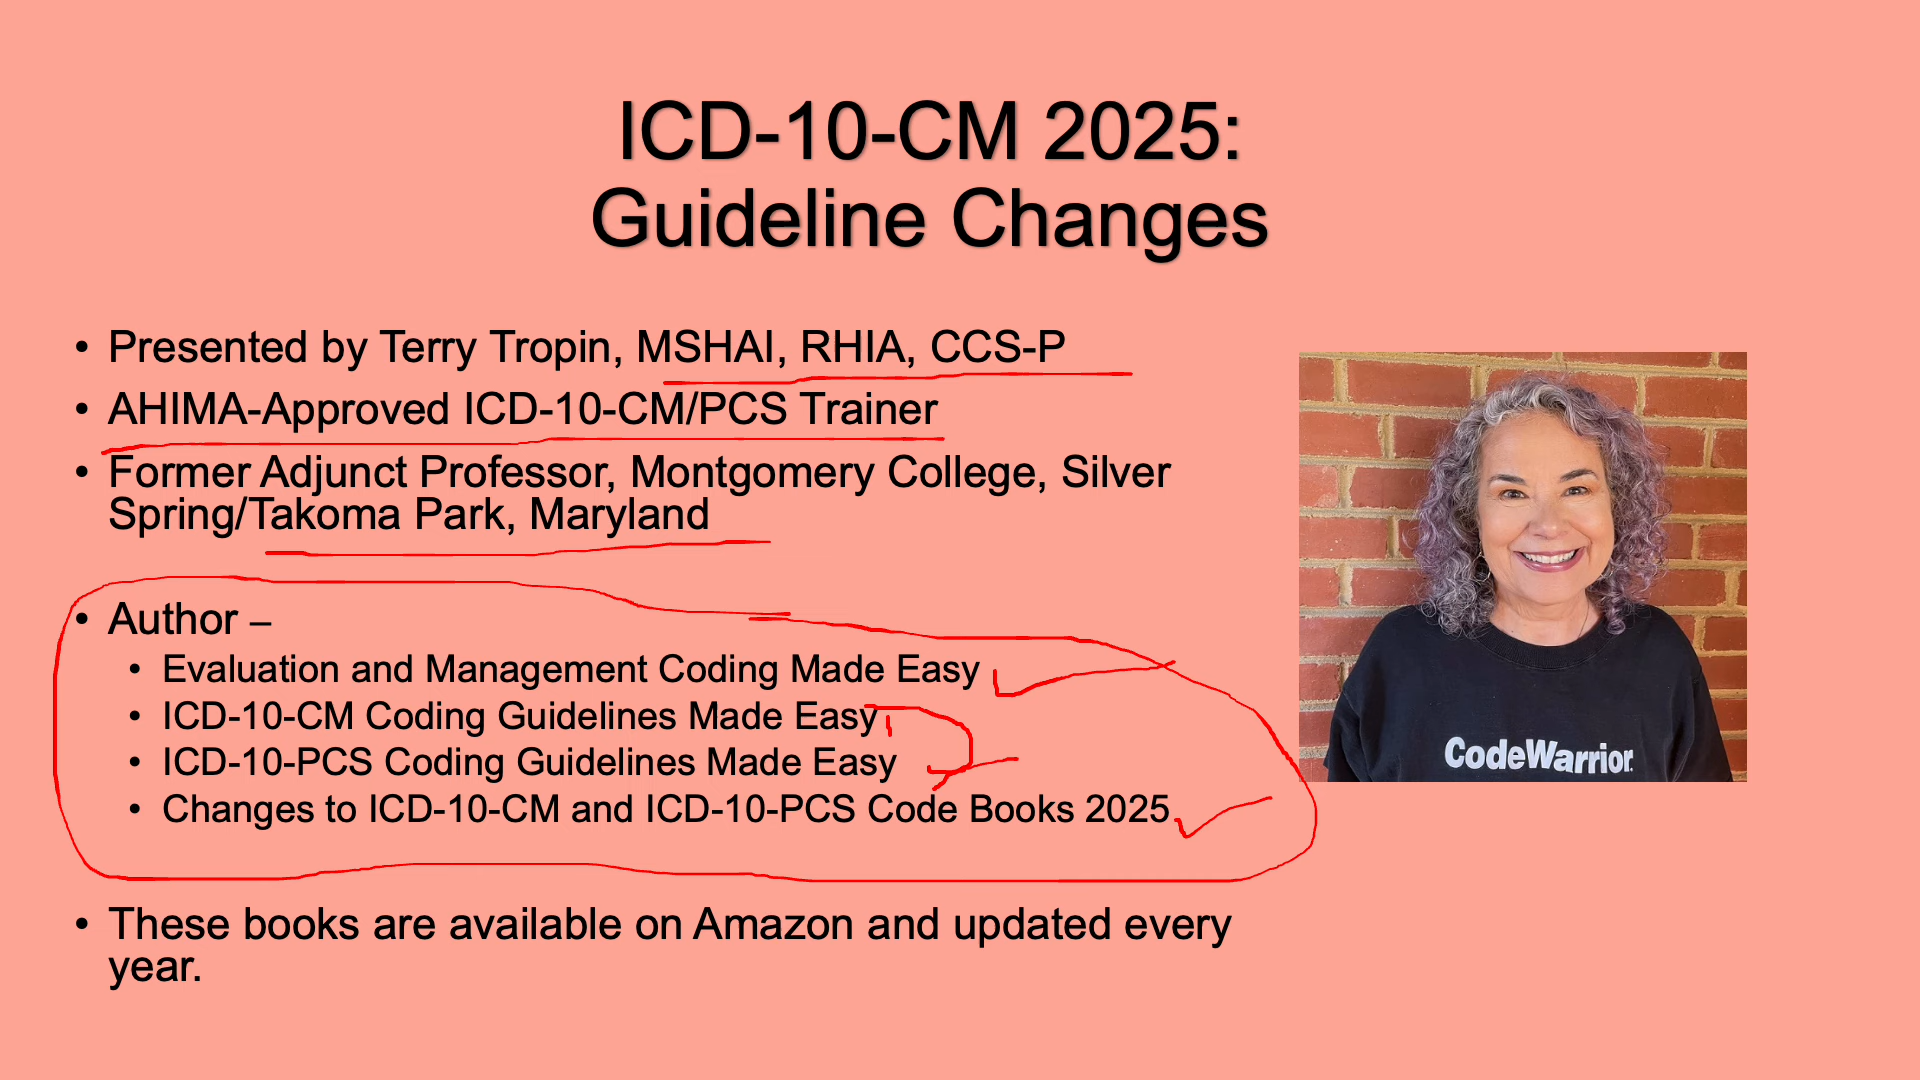 ICD-10-CM 2025:
Guideline Changes
• Presented by Terry Tropin, MSHAI, RHIA, CCS-P
• AHIMA-Approved ICD-10-CM/PCS Trainer
• Former Adjunct Professor, Montgomery College, Silver
Spring/Takoma Park, Maryland
• Author –
• Evaluation and Management Coding Made Easy
• ICD-10-CM Coding Guidelines Made Easy
• ICD-10-PCS Coding Guidelines Made Easy
• Changes to ICD-10-CM and ICD-10-PCS Code Books 2025
• These books are available on Amazon and updated every
year.
CodeWarrior.